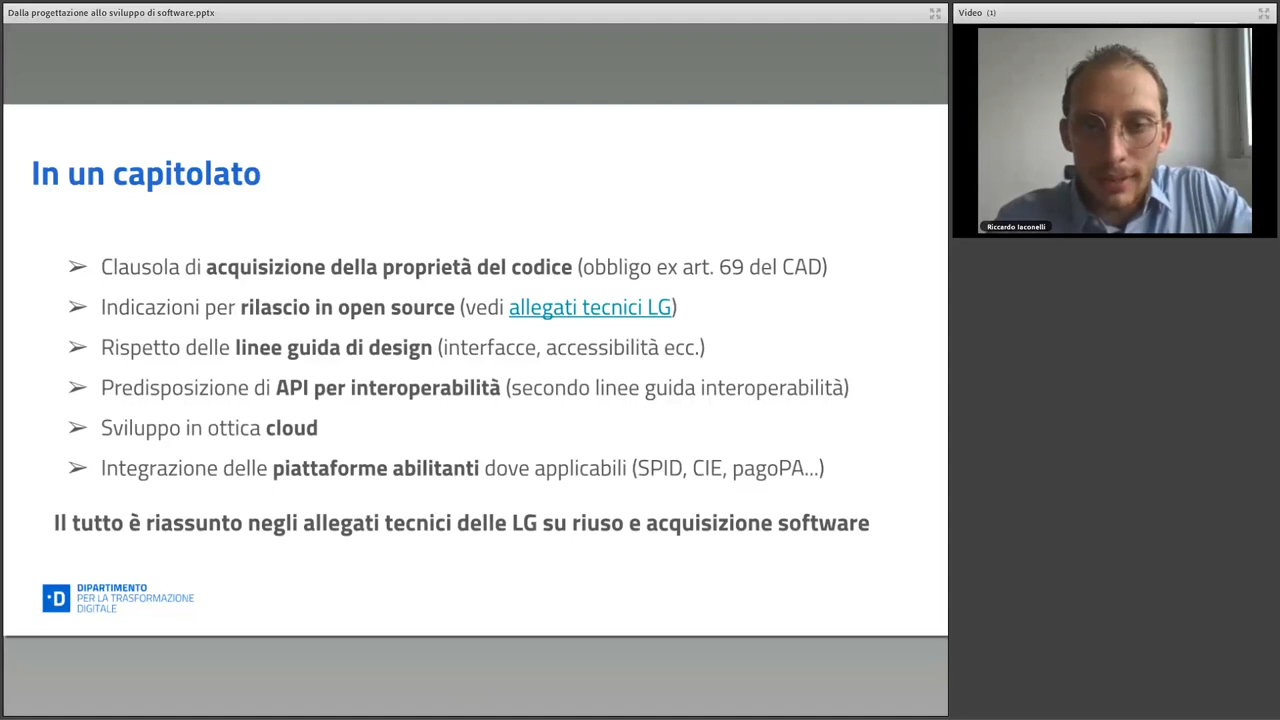 Dalla progettazione allo sviluppo di software.pptx
Video (1)
Riccardo Iaconelli
In un capitolato
➢ Clausola di acquisizione della proprietà del codice (obbligo ex art. 69 del CAD)
➢ Indicazioni per rilascio in open source (vedi allegati tecnici LG)
➢ Rispetto delle linee guida di design (interfacce, accessibilità ecc.)
➢ Predisposizione di API per interoperabilità (secondo linee guida interoperabilità)
➢ Sviluppo in ottica cloud
➢ Integrazione delle piattaforme abilitanti dove applicabili (SPID, CIE, pagoPA...)
Il tutto è riassunto negli allegati tecnici delle LG su riuso e acquisizione software
·D
DIPARTIMENTO
PER LA TRASFORMAZIONE
DIGITALE